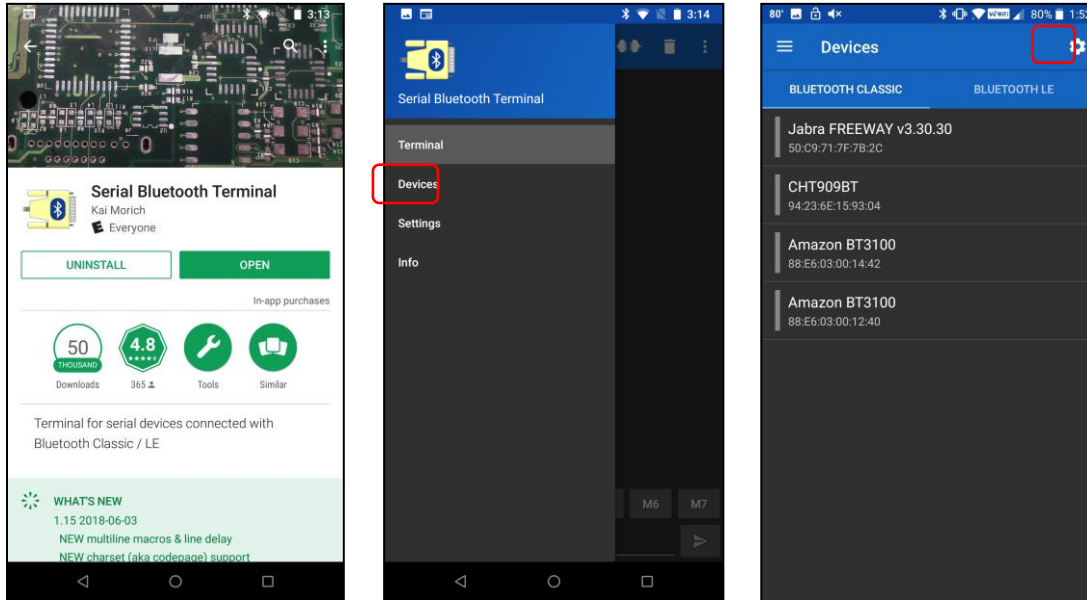 3:13
Serial Bluetooth Terminal
Kai Morich
E Everyone
UNINSTALL
OPEN
In-app purchases
50
THOUSAND
4.8
Downloads
365
Tools
Similar
Terminal for serial devices connected with
Bluetooth Classic / LE
WHAT'S NEW
1.15 2018-06-03
NEW multiline macros & line delay
NEW charset (aka codepage) support
3:14
Serial Bluetooth Terminal
Terminal
Devices
Settings
Info
M6
M7
80°
80%
1:52
Devices
BLUETOOTH CLASSIC
BLUETOOTH LE
Jabra FREEWAY v3.30.30
50:C9:71:7F:7B:2C
CHT909BT
94:23:6E:15:93:04
Amazon BT3100
88:E6:03:00:14:42
Amazon BT3100
88:E6:03:00:12:40